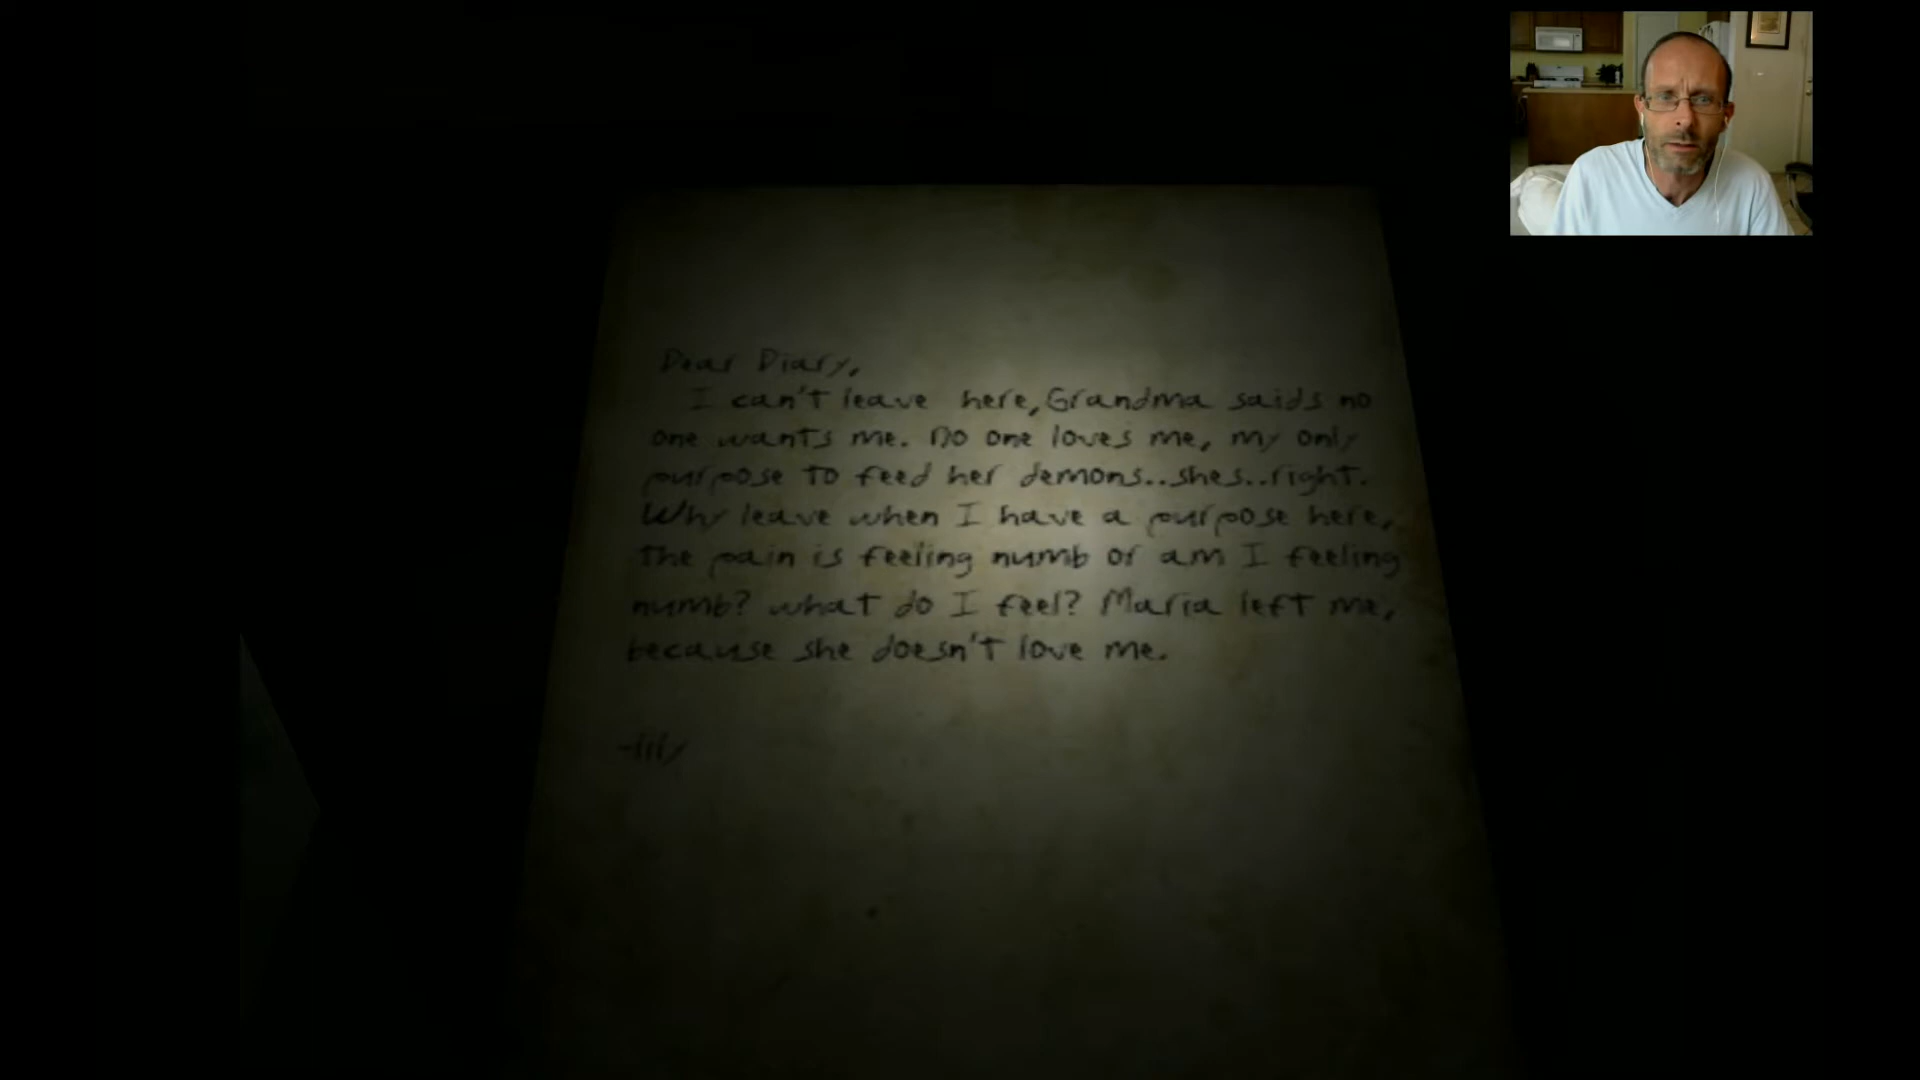 Dear Diary,
I can't leave here, Grandma saids no
one wants me. No one loves me, my only
purpose to feed her demons..shes..right.
Why leave when I have a purpose here,
the pain is feeling numb or am I feeling
numb? what do I feel? Maria left me,
because she doesn't love me.